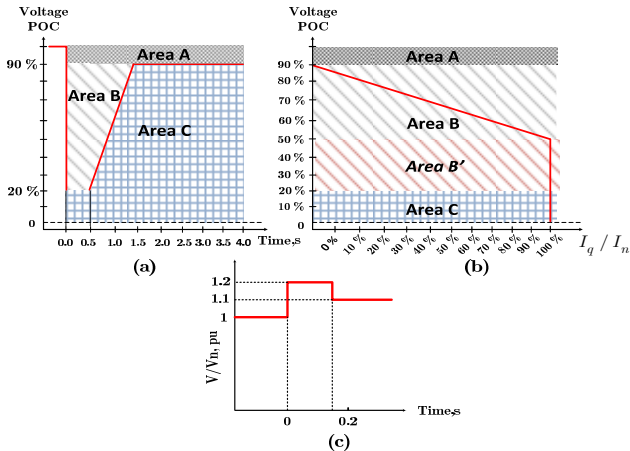 Voltage
POC
90 %
20 %
0
Area A
Area B
Area C
0.0 0.5 1.0 1.5 2.0 2.5 3.0 3.5 4.0 Time,s
(a)
Voltage
POC
90 %
80 %
70 %
50 %
40 %
30 %
20 %
10 %
0
Area A
Area B
Area B’
Area C
0 % 10 % 20 % 30 % 40 % 50 % 60 % 70 % 80 % 90 % 100 %
I_q / I_n
(b)
V/Vn, pu
1.2
1.1
1
0 0.2 Time,s
(c)